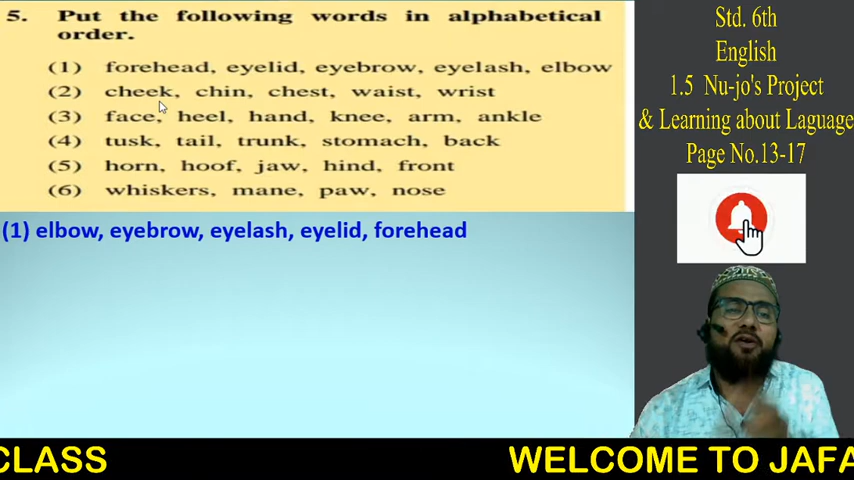 5. Put the following words in alphabetical
order.
(1) forehead, eyelid, eyebrow, eyelash, elbow
(2) cheek, chin, chest, waist, wrist
(3) face, heel, hand, knee, arm, ankle
(4) tusk, tail, trunk, stomach, back
(5) horn, hoof, jaw, hind, front
(6) whiskers, mane, paw, nose
(1) elbow, eyebrow, eyelash, eyelid, forehead
Std. 6th
English
1.5 Nu-jo's Project
& Learning about Laguage
Page No.13-17
CLASS WELCOME TO JAFA